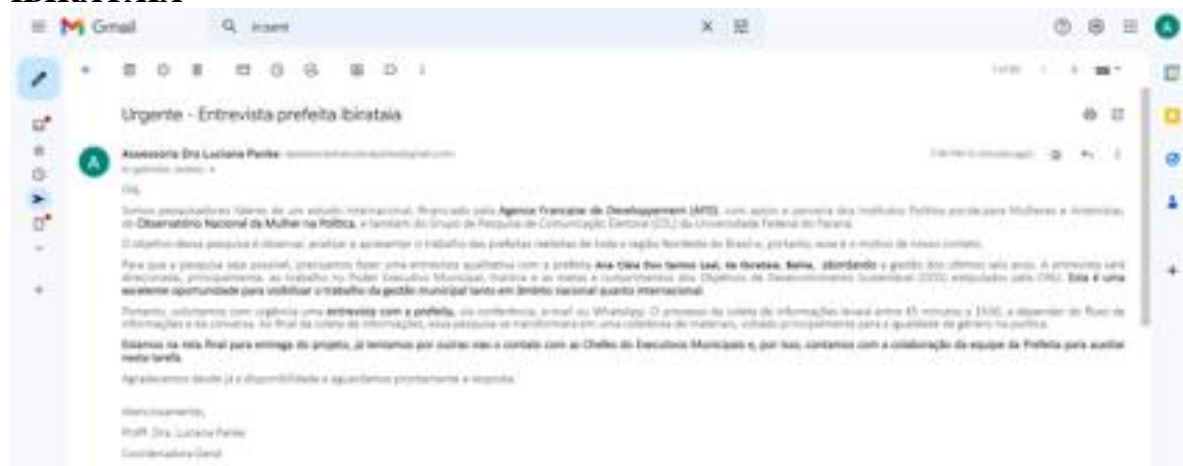 IBIRATAIA
Gmail
in:sent
Urgente - Entrevista prefeita Ibirataia
Assessoria Dra Luciana Panke
Olá,
Somos pesquisadores líderes de um estudo internacional, financiado pela Agence Française de Developpement (AFD), com apoio e parceria dos Institutos Política por.de.para Mulheres e
do Observatório Nacional da Mulher na Política, e também do Grupo de Pesquisa de Comunicação Eleitoral (CEL) da Universidade Federal do Paraná.
O objetivo dessa pesquisa é observar, analisar e apresentar o trabalho das prefeitas reeleitas de toda a região Nordeste do Brasil e, portanto, esse é o motivo de nosso contato.
Para que a pesquisa seja possível, precisamos fazer uma entrevista qualitativa com a prefeita Ana Cléia Dos Santos Leal, de Ibirataia, Bahia, abordando a gestão dos últimos seis anos. A entrevista será
direcionada, principalmente, ao trabalho no Poder Executivo Municipal, história e as metas e cumprimentos dos Objetivos de Desenvolvimento Sustentável (ODS) estipulados pela ONU. Esta é uma
excelente oportunidade para visibilizar o trabalho da gestão municipal tanto em âmbito nacional quanto internacional.
Portanto, solicitamos com urgência uma entrevista com a prefeita, via conferência, e-mail ou WhatsApp. O processo da coleta de informações levará entre 45 minutos a 1h30, a depender do fluxo de
informações e da conversa. Ao final da coleta de informações, essa pesquisa se transformará em uma coletânea de materiais, voltado principalmente para a igualdade de gênero na política.
Estamos na reta final para entrega do projeto, já tentamos por outras vias o contato com as Chefes do Executivos Municipais e, por isso, contamos com a colaboração da equipe da Prefeita para auxiliar
nesta tarefa.
Agradecemos desde já a disponibilidade e aguardamos prontamente a resposta.
Atenciosamente,
Profª. Dra. Luciana Panke
Coordenadora Geral